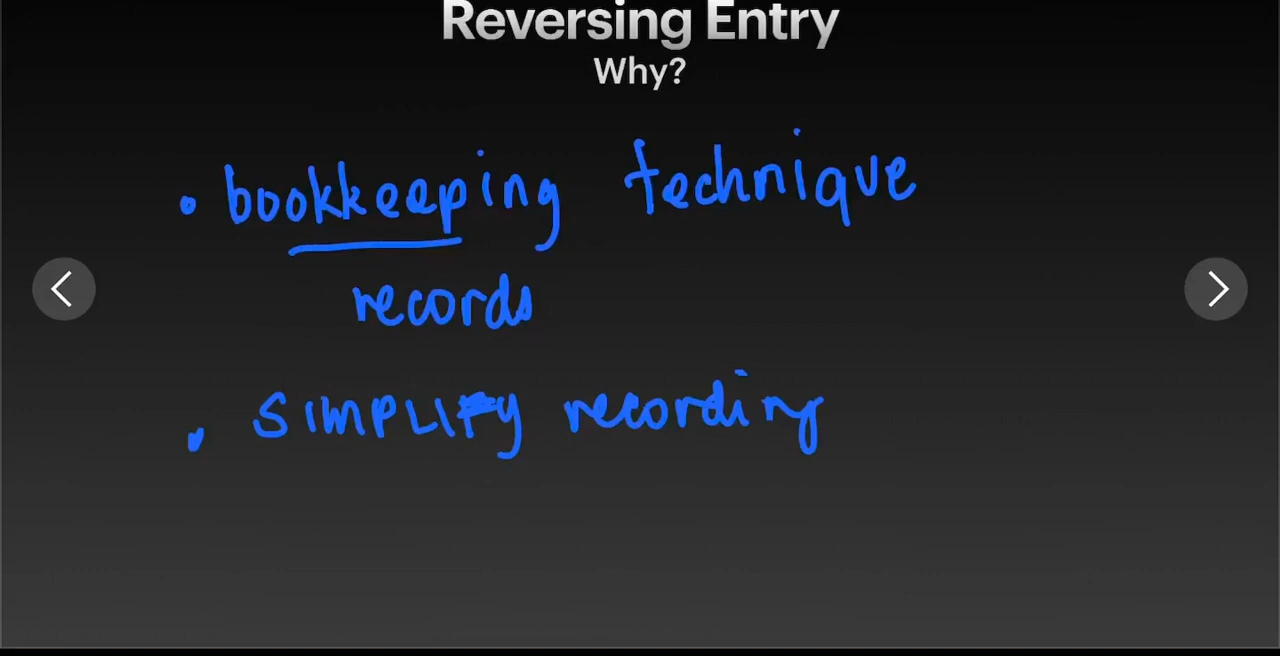 Reversing Entry
Why?
• bookkeeping technique
records
• SIMPLIFy recording